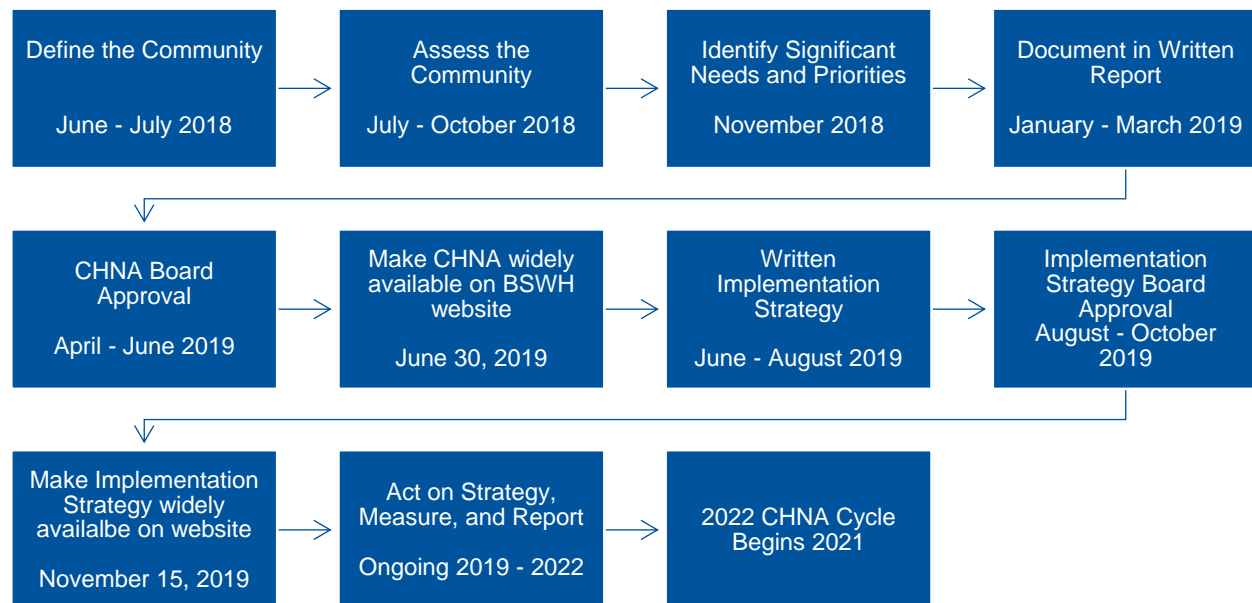 Define the Community
June - July 2018
Assess the
Community
July - October 2018
Identify Significant
Needs and Priorities
November 2018
Document in Written
Report
January - March 2019
CHNA Board
Approval
April - June 2019
Make CHNA widely
available on BSWH
website
June 30, 2019
Written
Implementation
Strategy
June - August 2019
Implementation
Strategy Board
Approval
August - October
2019
Make Implementation
Strategy widely
availalbe on website
November 15, 2019
Act on Strategy,
Measure, and Report
Ongoing 2019 - 2022
2022 CHNA Cycle
Begins 2021